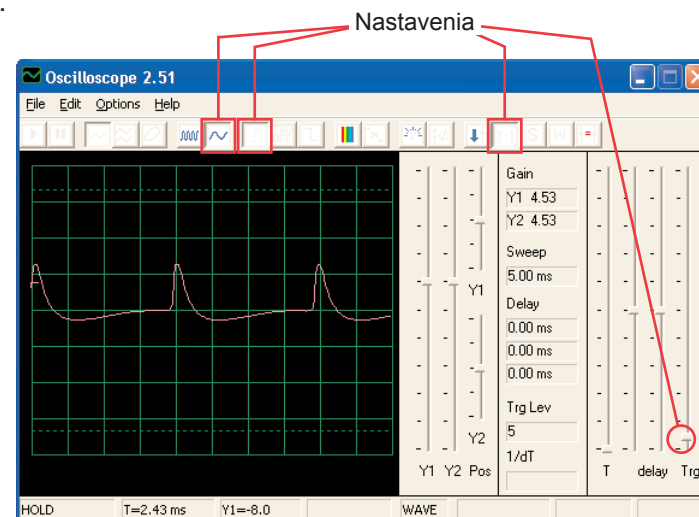 Nastavenia
Oscilloscope 2.51
File Edit Options Help
Gain
Y1 4.53
Y2 4.53
Sweep
5.00 ms
Y1
Delay
0.00 ms
0.00 ms
0.00 ms
Trg Lev
5
Y2
1/dT
Y1 Y2 Pos
T delay Trg
HOLD T=2.43 ms Y1=-8.0 WAVE